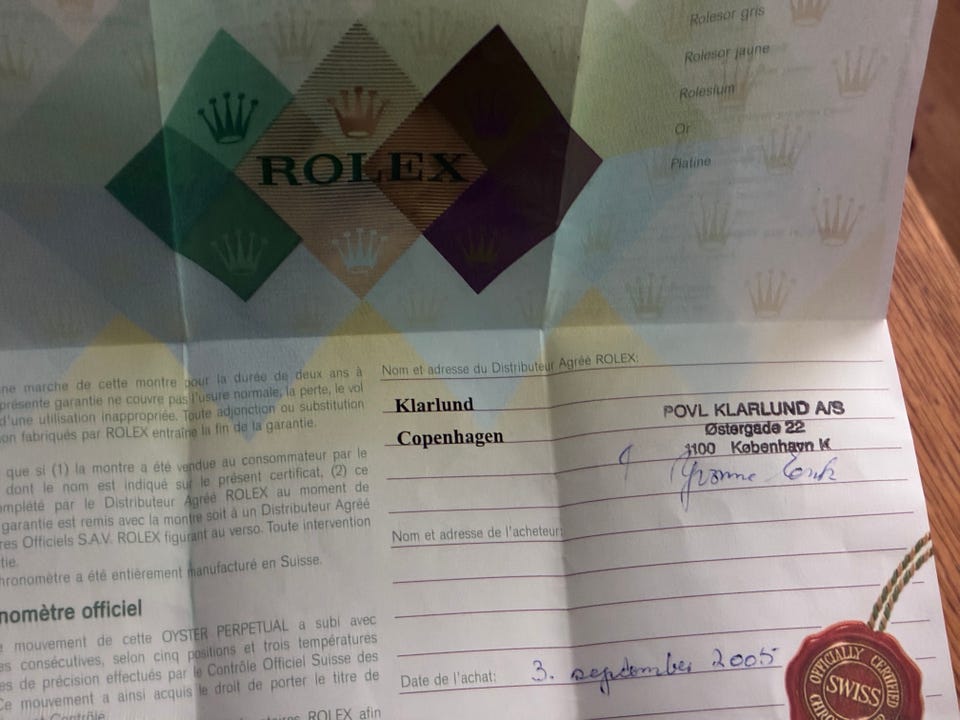 Rolesor gris
Rolesor jaune
Rolesium
Or
Platine
ROLEX
ne marche de cette montre pour la durée de deux ans à
présente garantie ne couvre pas l'usure normale, la perte, le vol
d'une utilisation inappropriée. Toute adjonction ou substitution
on fabriqués par ROLEX entraîne la fin de la garantie.
que si (1) la montre a été vendue au consommateur par le
dont le nom est indiqué sur le présent certificat, (2) ce
mplété par le Distributeur Agréé ROLEX au moment de
garantie est remis avec la montre soit à un Distributeur Agréé
res Officiels S.A.V. ROLEX figurant au verso. Toute intervention
tie.
hronomètre a été entièrement manufacturé en Suisse.
nomètre officiel
e mouvement de cette OYSTER PERPETUAL a subi avec
es consécutives, selon cinq positions et trois températures
es de précision effectués par le Contrôle Officiel Suisse des
Ce mouvement a ainsi acquis le droit de porter le titre de
Contrôle
ROLEX afin
Nom et adresse du Distributeur Agréé ROLEX:
Klarlund
Copenhagen
POVL KLARLUND A/S
Østergade 22
1100 København K
Yvonne
Nom et adresse de l'acheteur:
Date de l'achat: 3. september 2005
OFFICIALLY CERTIFIED
SWISS